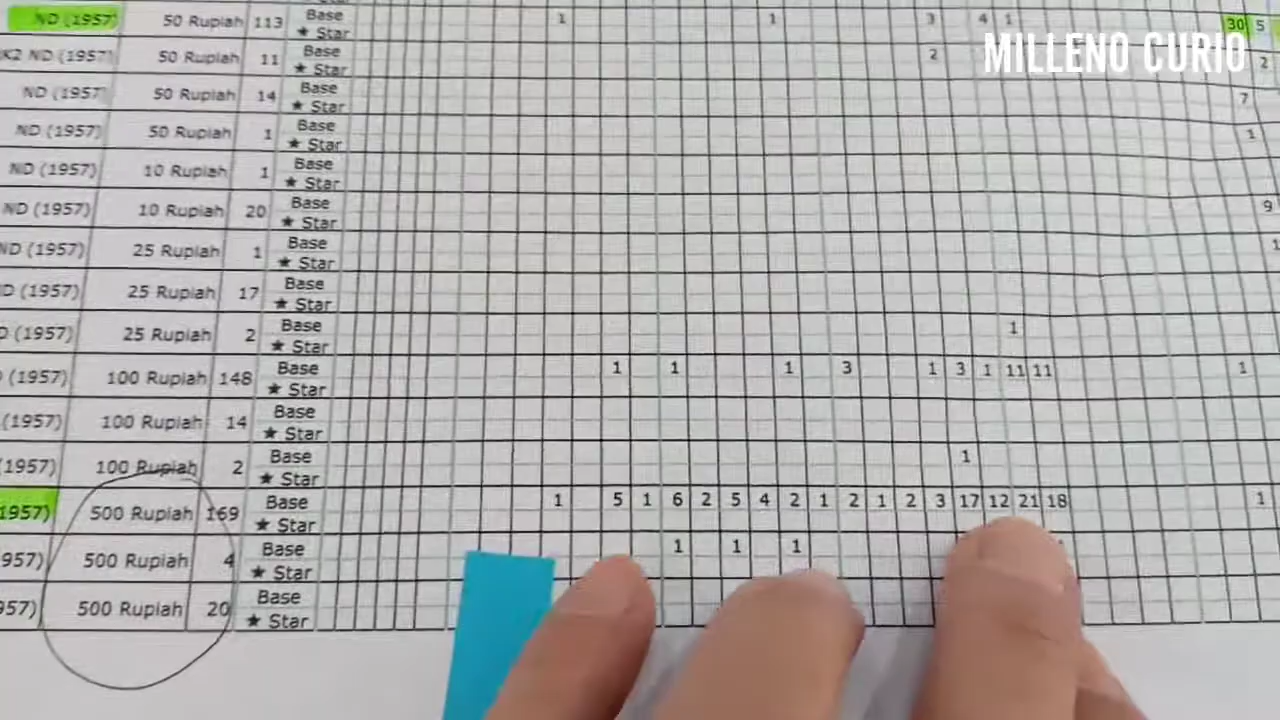 ND (1957) 50 Rupiah 113 Base 1 1 3 4 1 30 5
★ Star
K2 ND (1957) 50 Rupiah 11 Base 2 2
★ Star
MILLENO CURIO
ND (1957) 50 Rupiah 14 Base 7
★ Star
ND (1957) 50 Rupiah 1 Base 1
★ Star
ND (1957) 10 Rupiah 1 Base
★ Star
ND (1957) 10 Rupiah 20 Base 9
★ Star
ND (1957) 25 Rupiah 1 Base 1
★ Star
D (1957) 25 Rupiah 17 Base
★ Star
D (1957) 25 Rupiah 2 Base 1
★ Star
(1957) 100 Rupiah 148 Base 1 1 1 3 1 3 1 11 11 1
★ Star
(1957) 100 Rupiah 14 Base
★ Star
(1957) 100 Rupiah 2 Base 1
★ Star
1957) 500 Rupiah 169 Base 1 5 1 6 2 5 4 2 1 2 1 2 3 17 12 21 18 1
★ Star
957) 500 Rupiah 4 Base 1 1 1
★ Star
957) 500 Rupiah 20 Base
★ Star